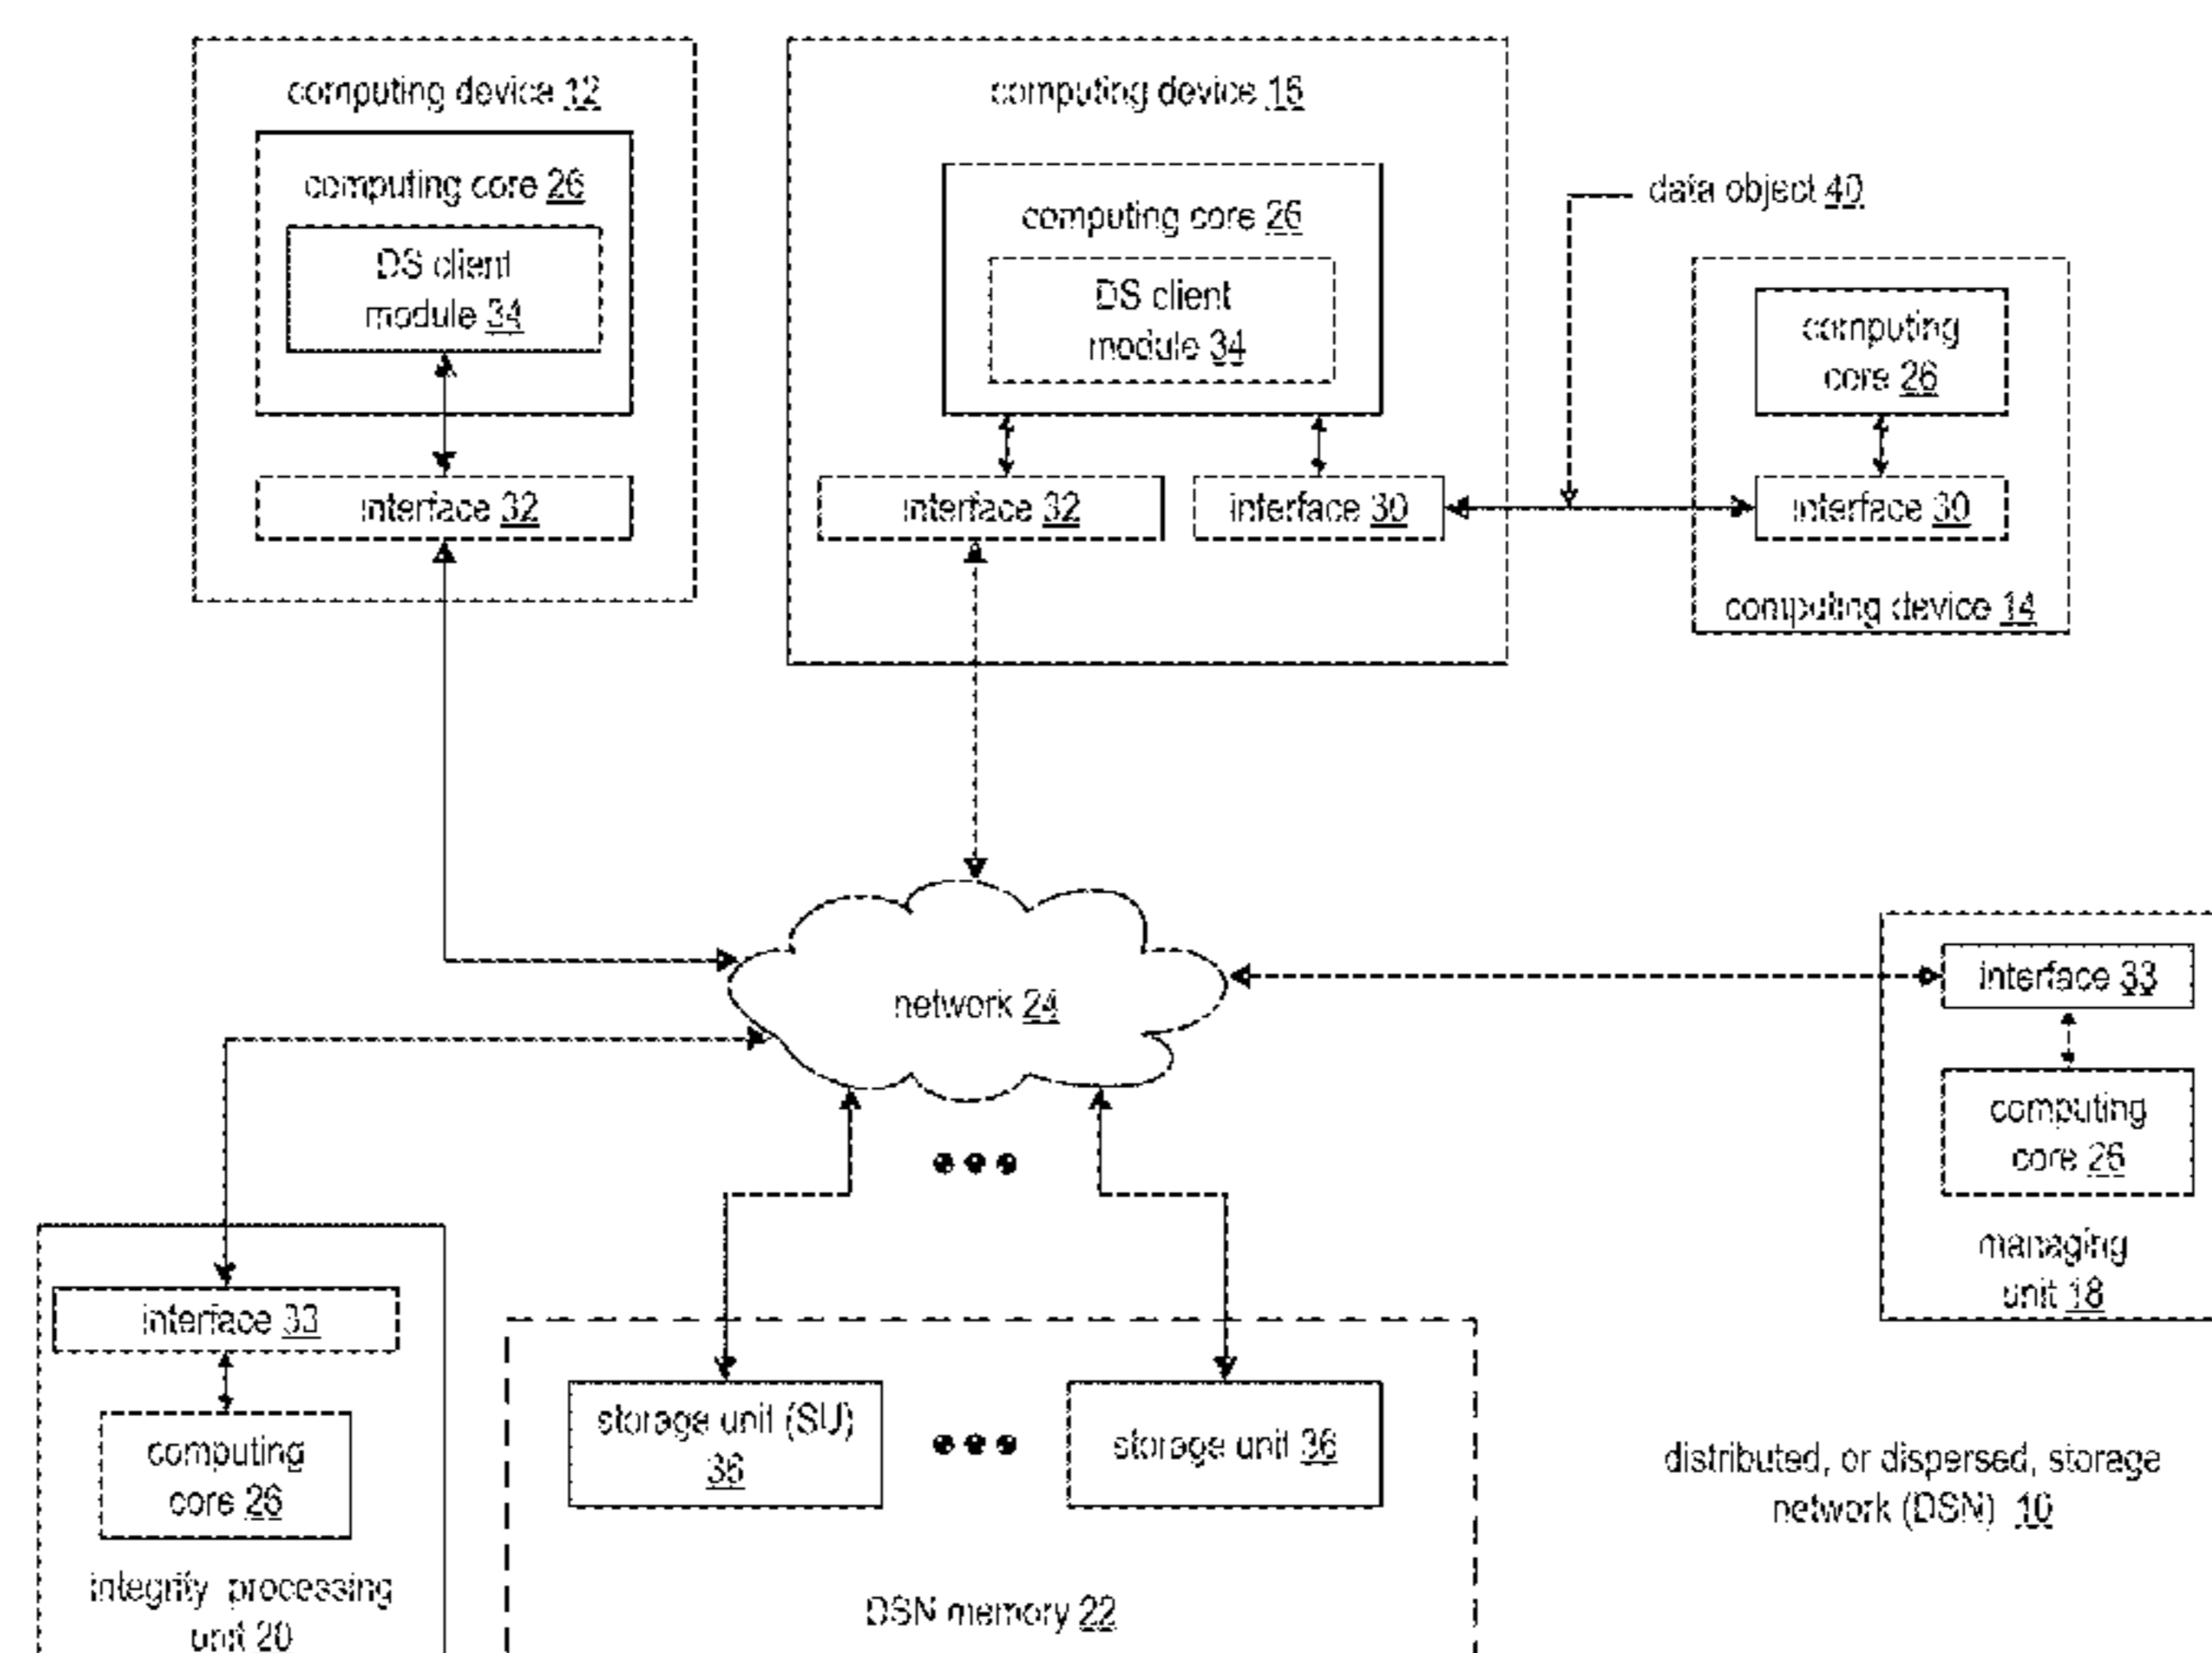 computing device 12
computing core 26
DS client
module 34
interface 32
computing device 16
computing core 26
DS client
module 34
interface 32
interface 30
data object 40
computing
core 26
interface 30
computing device 14
network 24
interface 33
computing
core 26
managing
unit 18
interface 33
computing
core 26
integrity processing
unit 20
storage unit (SU)
36
storage unit 36
DSN memory 22
distributed, or dispersed, storage
network (DSN) 10